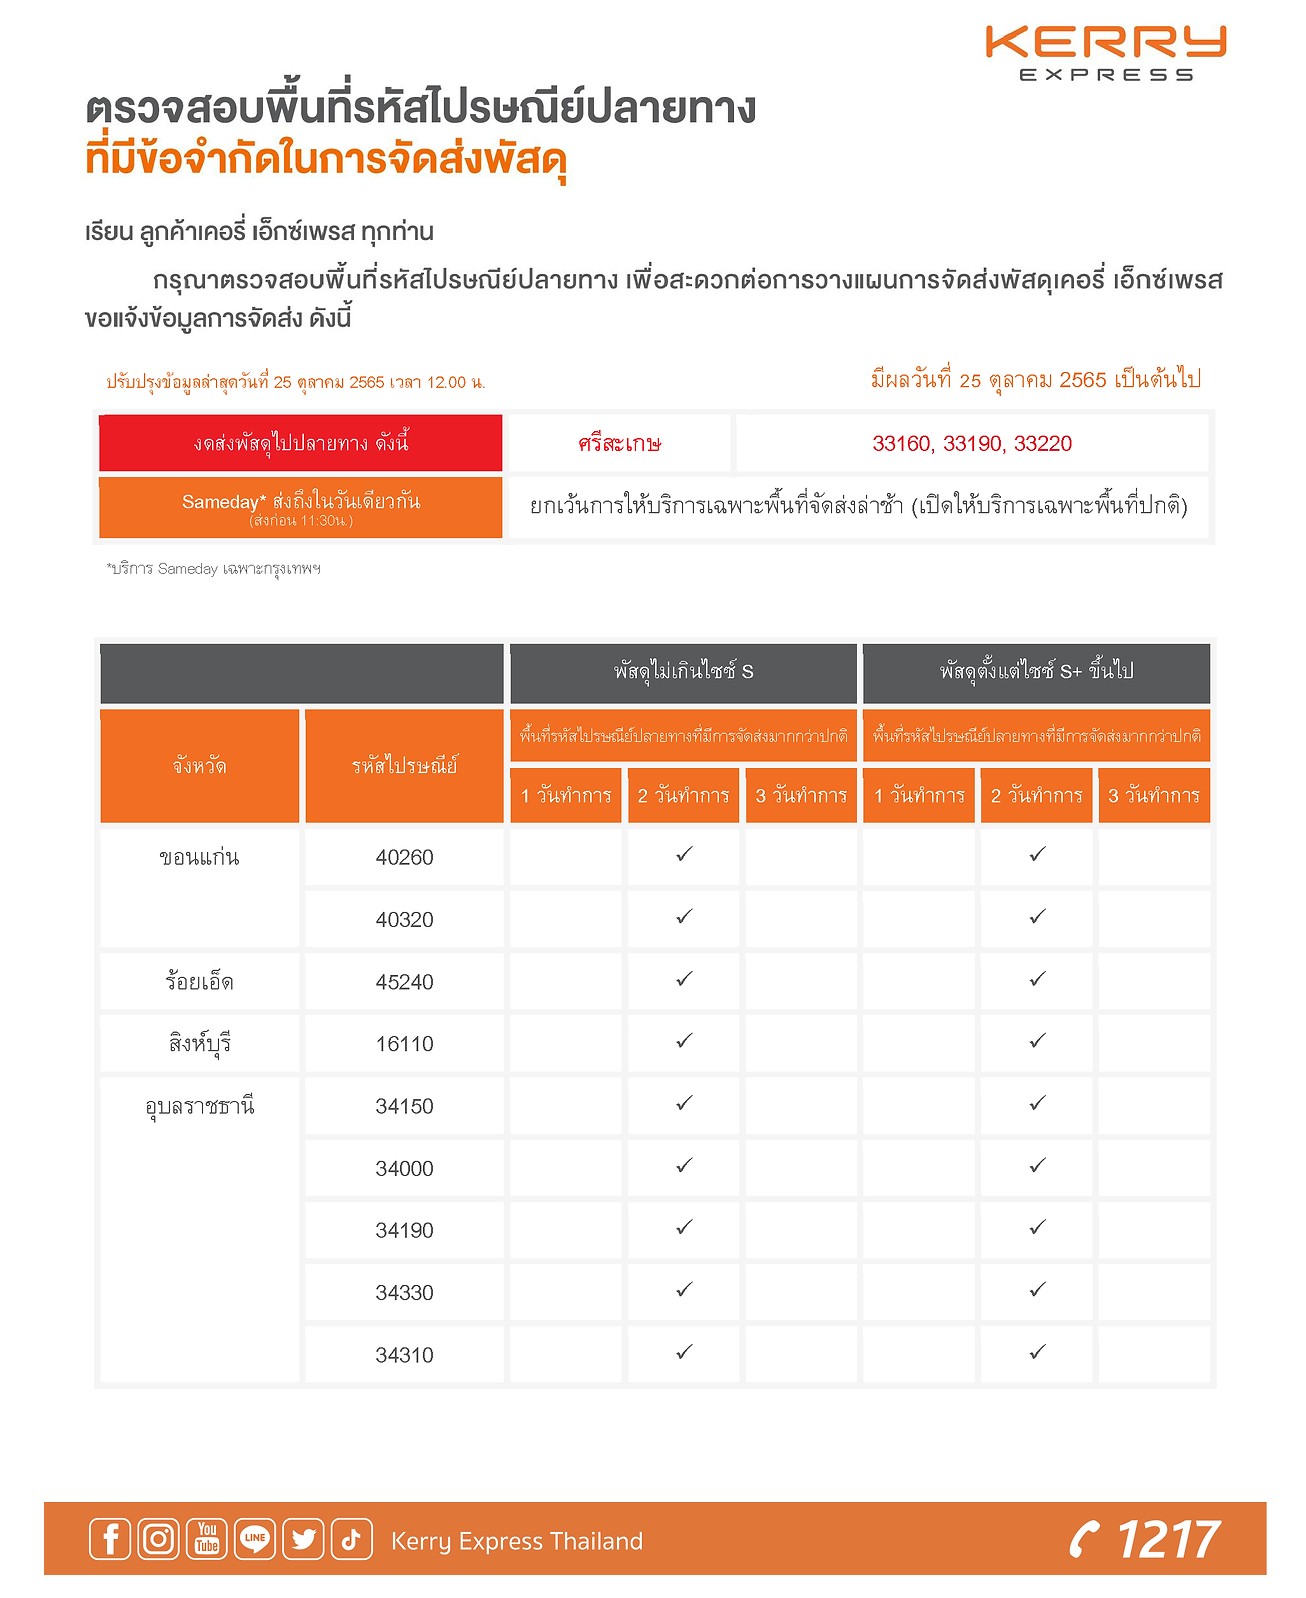 KERRY
EXPRESS
ตรวจสอบพื้นที่รหัสไปรษณีย์ปลายทาง
ที่มีข้อจำกัดในการจัดส่งพัสดุ
เรียน ลูกค้าเคอรี่ เอ็กซ์เพรส ทุกท่าน
กรุณาตรวจสอบพื้นที่รหัสไปรษณีย์ปลายทาง เพื่อสะดวกต่อการวางแผนการจัดส่งพัสดุเคอรี่ เอ็กซ์เพรส
ขอแจ้งข้อมูลการจัดส่ง ดังนี้
ปรับปรุงข้อมูลล่าสุดวันที่ 25 ตุลาคม 2565 เวลา 12.00 น. มีผลวันที่ 25 ตุลาคม 2565 เป็นต้นไป
งดส่งพัสดุไปปลายทาง ดังนี้ ศรีสะเกษ 33160, 33190, 33220
Sameday* ส่งถึงในวันเดียวกัน
(ส่งก่อน 11:30น.)
ยกเว้นการให้บริการเฉพาะพื้นที่จัดส่งล่าช้า (เปิดให้บริการเฉพาะพื้นที่ปกติ)
*บริการ Sameday เฉพาะกรุงเทพฯ
พัสดุไม่เกินไซซ์ S พัสดุตั้งแต่ไซซ์ S+ ขึ้นไป
จังหวัด รหัสไปรษณีย์ พื้นที่รหัสไปรษณีย์ปลายทางที่มีการจัดส่งมากกว่าปกติ พื้นที่รหัสไปรษณีย์ปลายทางที่มีการจัดส่งมากกว่าปกติ
1 วันทำการ 2 วันทำการ 3 วันทำการ 1 วันทำการ 2 วันทำการ 3 วันทำการ
ขอนแก่น 40260 ✓ ✓
40320 ✓ ✓
ร้อยเอ็ด 45240 ✓ ✓
สิงห์บุรี 16110 ✓ ✓
อุบลราชธานี 34150 ✓ ✓
34000 ✓ ✓
34190 ✓ ✓
34330 ✓ ✓
34310 ✓ ✓
You Tube LINE Kerry Express Thailand 1217